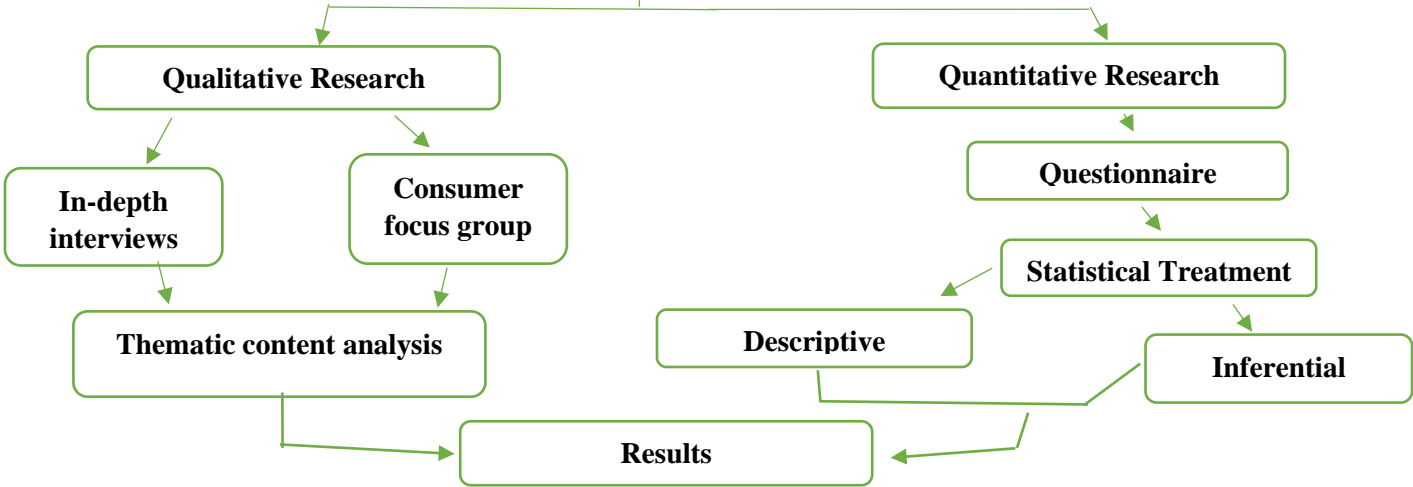 Qualitative Research
Quantitative Research
In-depth
interviews
Consumer
focus group
Questionnaire
Statistical Treatment
Thematic content analysis
Descriptive
Inferential
Results